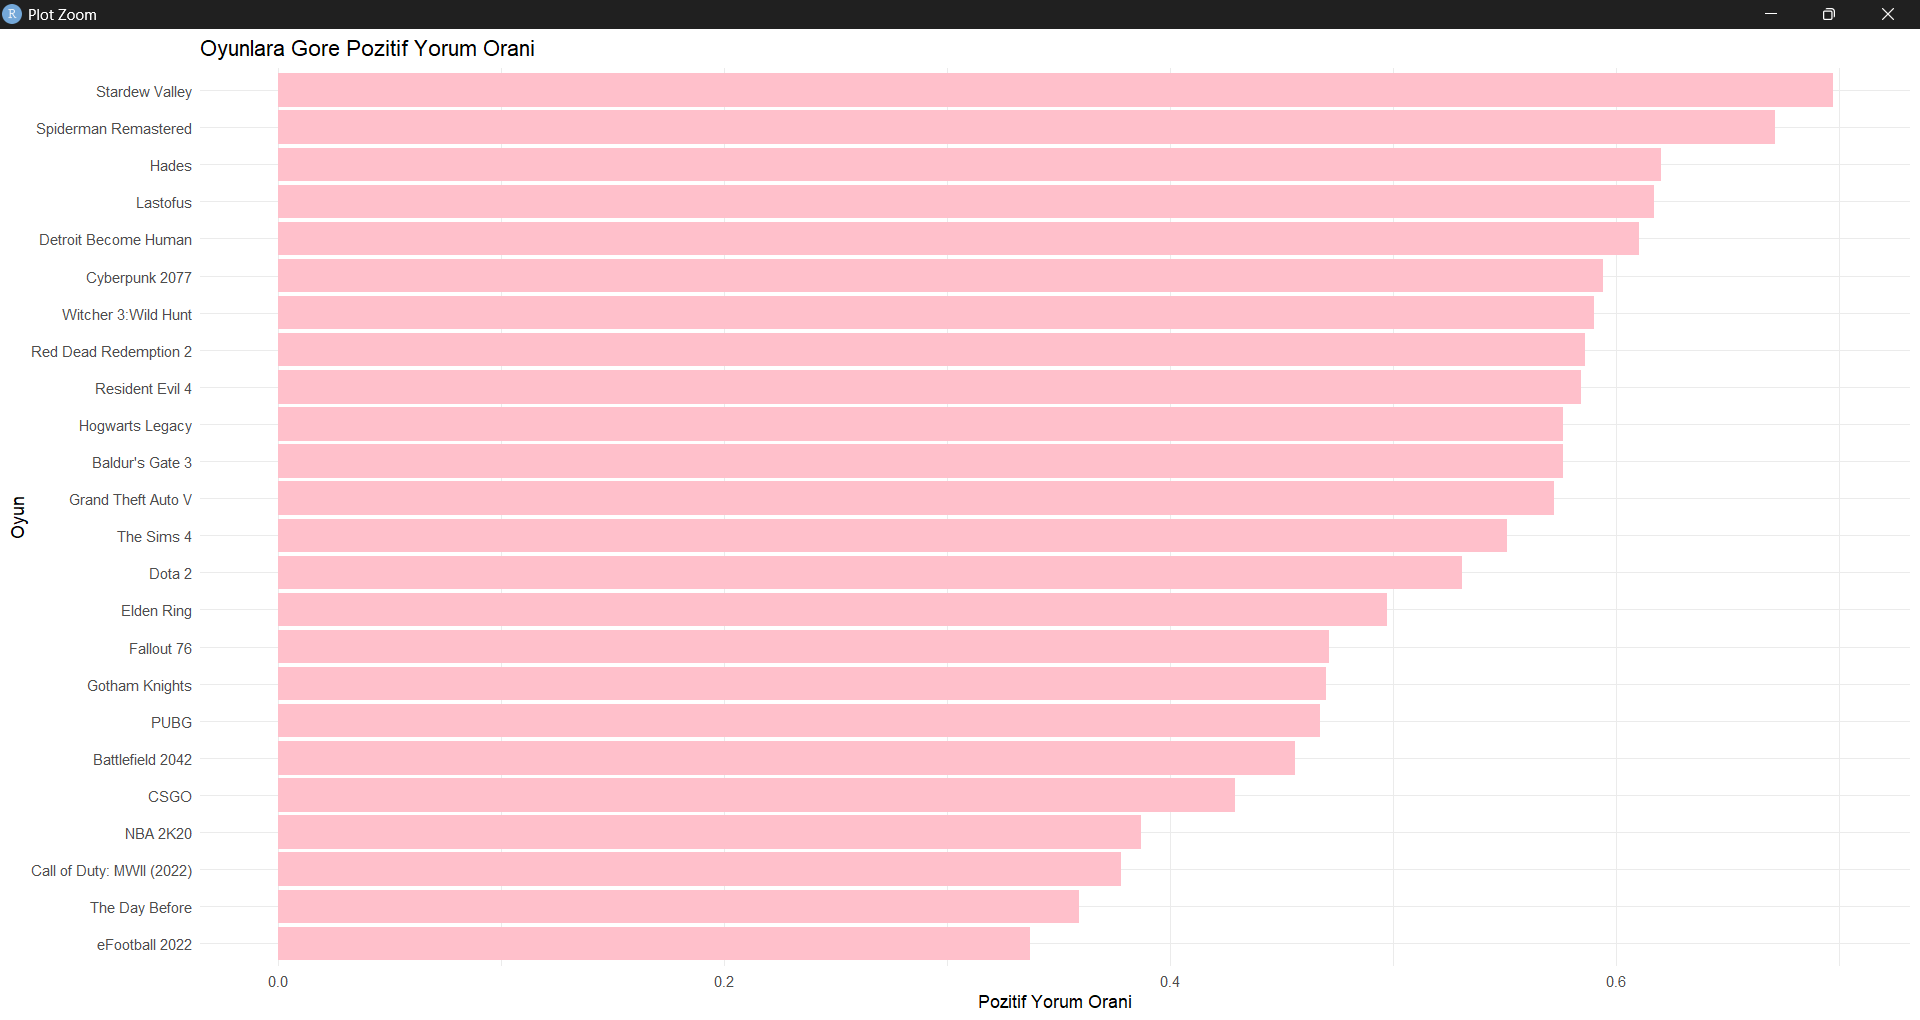 R Plot Zoom
Oyunlara Gore Pozitif Yorum Orani
Stardew Valley
Spiderman Remastered
Hades
Lastofus
Detroit Become Human
Cyberpunk 2077
Witcher 3:Wild Hunt
Red Dead Redemption 2
Resident Evil 4
Hogwarts Legacy
Baldur's Gate 3
Grand Theft Auto V
The Sims 4
Dota 2
Elden Ring
Fallout 76
Gotham Knights
PUBG
Battlefield 2042
CSGO
NBA 2K20
Call of Duty: MWII (2022)
The Day Before
eFootball 2022
Oyun
0.0 0.2 0.4 0.6
Pozitif Yorum Orani